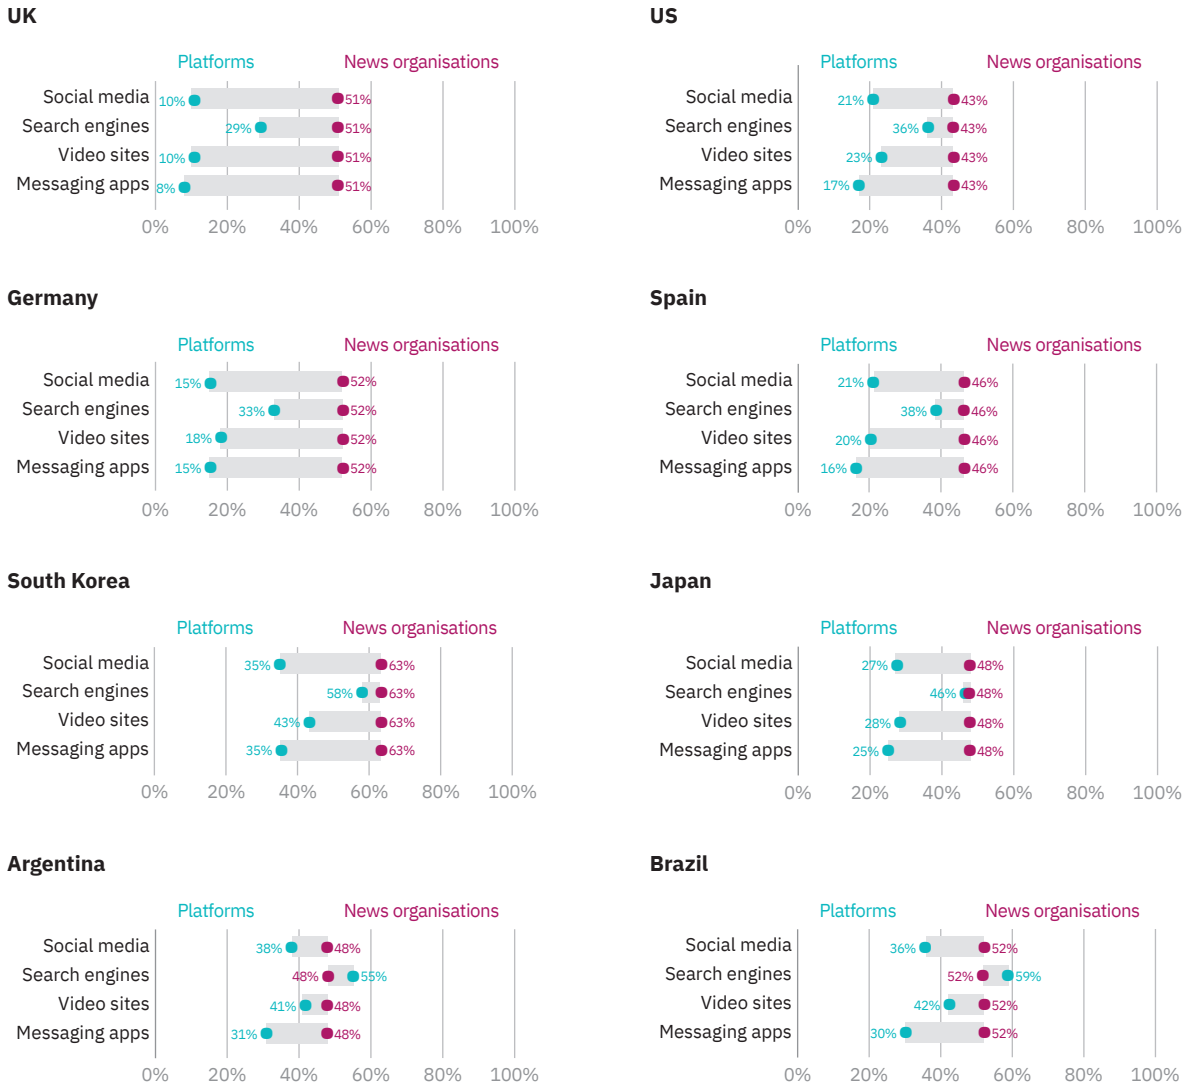 UK
Platforms News organisations
Social media 10% 51%
Search engines 29% 51%
Video sites 10% 51%
Messaging apps 8% 51%
0% 20% 40% 60% 80% 100%
US
Platforms News organisations
Social media 21% 43%
Search engines 36% 43%
Video sites 23% 43%
Messaging apps 17% 43%
0% 20% 40% 60% 80% 100%
Germany
Platforms News organisations
Social media 15% 52%
Search engines 33% 52%
Video sites 18% 52%
Messaging apps 15% 52%
0% 20% 40% 60% 80% 100%
Spain
Platforms News organisations
Social media 21% 46%
Search engines 38% 46%
Video sites 20% 46%
Messaging apps 16% 46%
0% 20% 40% 60% 80% 100%
South Korea
Platforms News organisations
Social media 35% 63%
Search engines 58% 63%
Video sites 43% 63%
Messaging apps 35% 63%
0% 20% 40% 60% 80% 100%
Japan
Platforms News organisations
Social media 27% 48%
Search engines 46% 48%
Video sites 28% 48%
Messaging apps 25% 48%
0% 20% 40% 60% 80% 100%
Argentina
Platforms News organisations
Social media 38% 48%
Search engines 48% 55%
Video sites 41% 48%
Messaging apps 31% 48%
0% 20% 40% 60% 80% 100%
Brazil
Platforms News organisations
Social media 36% 52%
Search engines 52% 59%
Video sites 42% 52%
Messaging apps 30% 52%
0% 20% 40% 60% 80% 100%